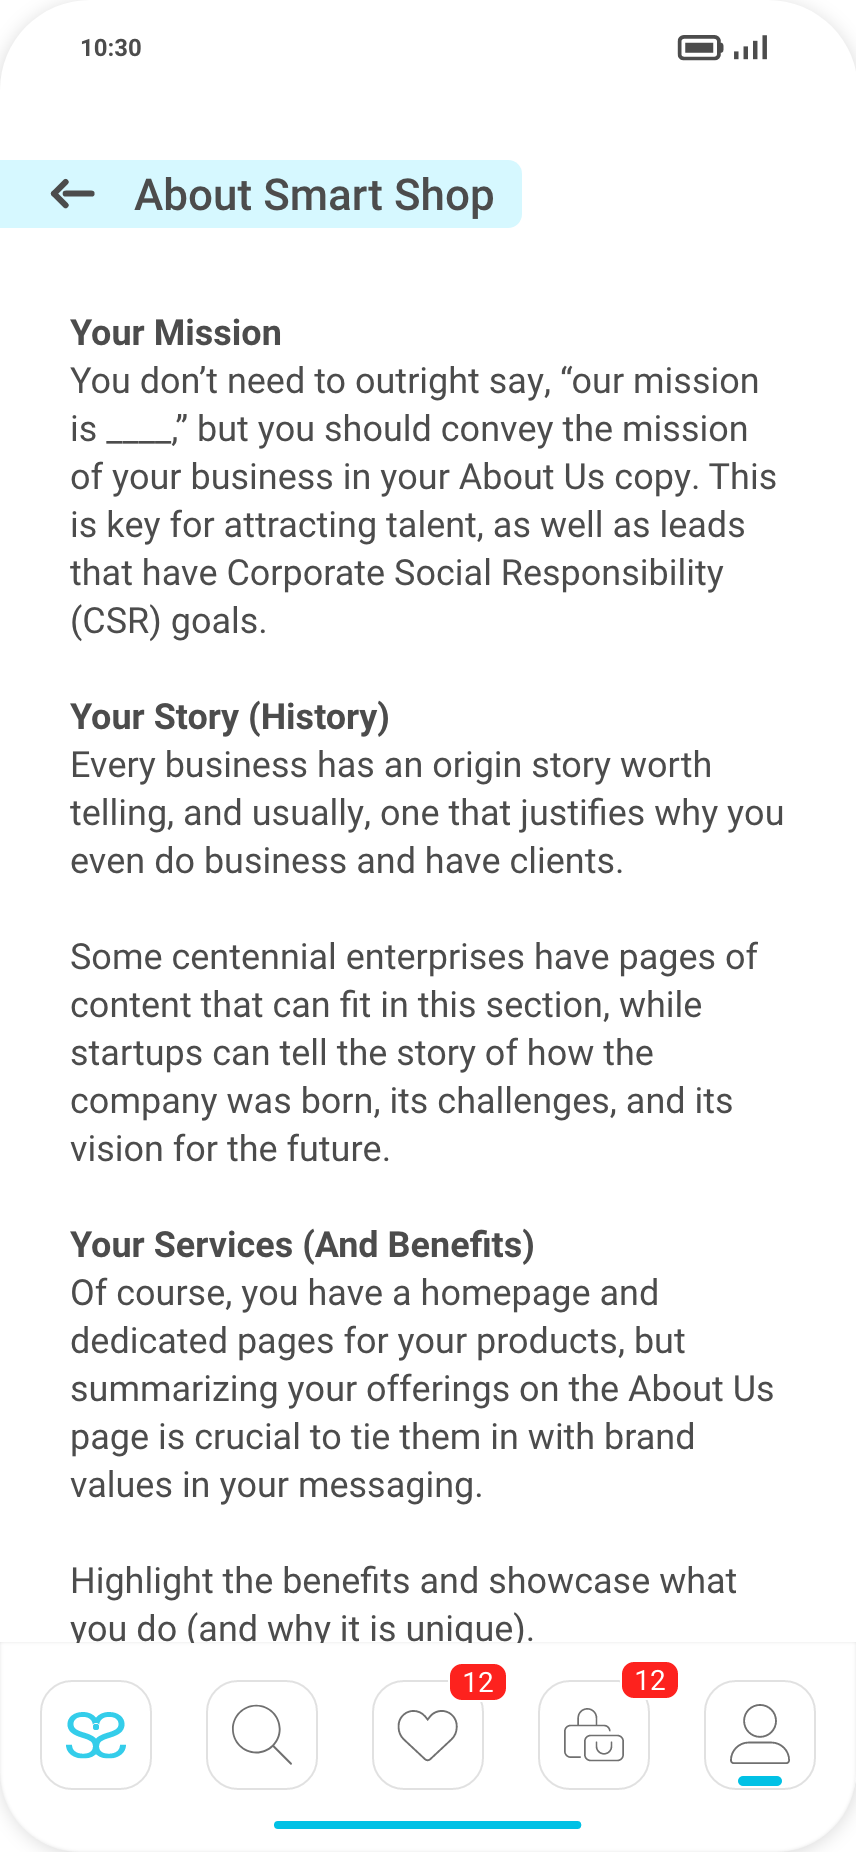 10:30
About Smart Shop
Your Mission
You don’t need to outright say, “our mission
is ____,” but you should convey the mission
of your business in your About Us copy. This
is key for attracting talent, as well as leads
that have Corporate Social Responsibility
(CSR) goals.
Your Story (History)
Every business has an origin story worth
telling, and usually, one that justifies why you
even do business and have clients.
Some centennial enterprises have pages of
content that can fit in this section, while
startups can tell the story of how the
company was born, its challenges, and its
vision for the future.
Your Services (And Benefits)
Of course, you have a homepage and
dedicated pages for your products, but
summarizing your offerings on the About Us
page is crucial to tie them in with brand
values in your messaging.
Highlight the benefits and showcase what
you do (and why it is unique).
12
12